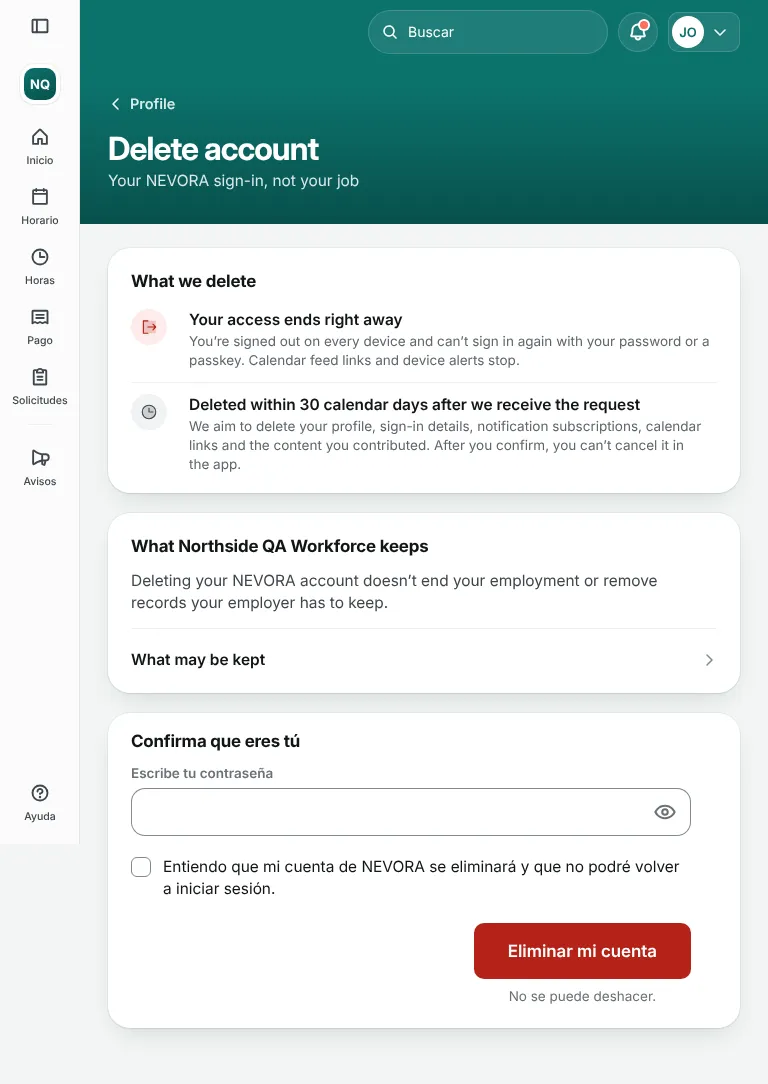 Buscar
JO
NQ
Inicio
Horario
Horas
Pago
Solicitudes
Avisos
Ayuda
Profile
Delete account
Your NEVORA sign-in, not your job
What we delete
Your access ends right away
You’re signed out on every device and can’t sign in again with your password or a
passkey. Calendar feed links and device alerts stop.
Deleted within 30 calendar days after we receive the request
We aim to delete your profile, sign-in details, notification subscriptions, calendar
links and the content you contributed. After you confirm, you can’t cancel it in
the app.
What Northside QA Workforce keeps
Deleting your NEVORA account doesn’t end your employment or remove
records your employer has to keep.
What may be kept
Confirma que eres tú
Escribe tu contraseña
Entiendo que mi cuenta de NEVORA se eliminará y que no podré volver
a iniciar sesión.
Eliminar mi cuenta
No se puede deshacer.